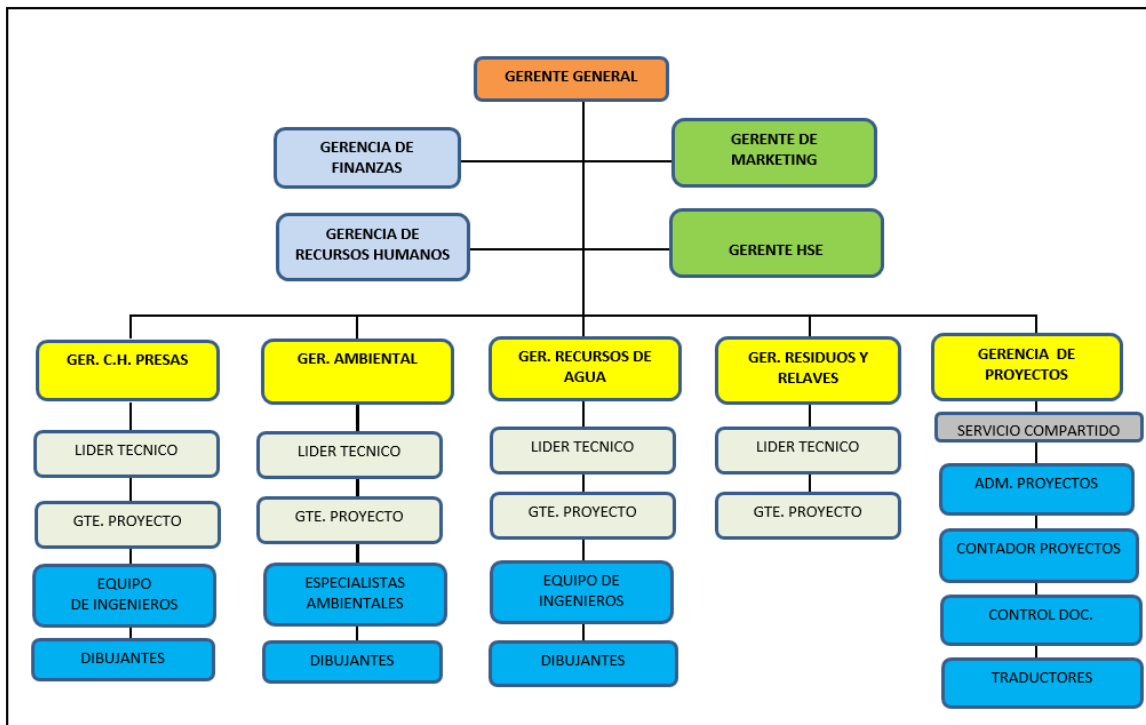 GERENTE GENERAL
GERENCIA DE
FINANZAS
GERENTE DE
MARKETING
GERENCIA DE
RECURSOS HUMANOS
GERENTE HSE
GER. C.H. PRESAS
GER. AMBIENTAL
GER. RECURSOS DE
AGUA
GER. RESIDUOS Y
RELAVES
GERENCIA DE
PROYECTOS
LIDER TECNICO
GTE. PROYECTO
EQUIPO
DE INGENIEROS
DIBUJANTES
LIDER TECNICO
GTE. PROYECTO
ESPECIALISTAS
AMBIENTALES
DIBUJANTES
LIDER TECNICO
GTE. PROYECTO
EQUIPO DE
INGENIEROS
DIBUJANTES
LIDER TECNICO
GTE. PROYECTO
SERVICIO COMPARTIDO
ADM. PROYECTOS
CONTADOR PROYECTOS
CONTROL DOC.
TRADUCTORES